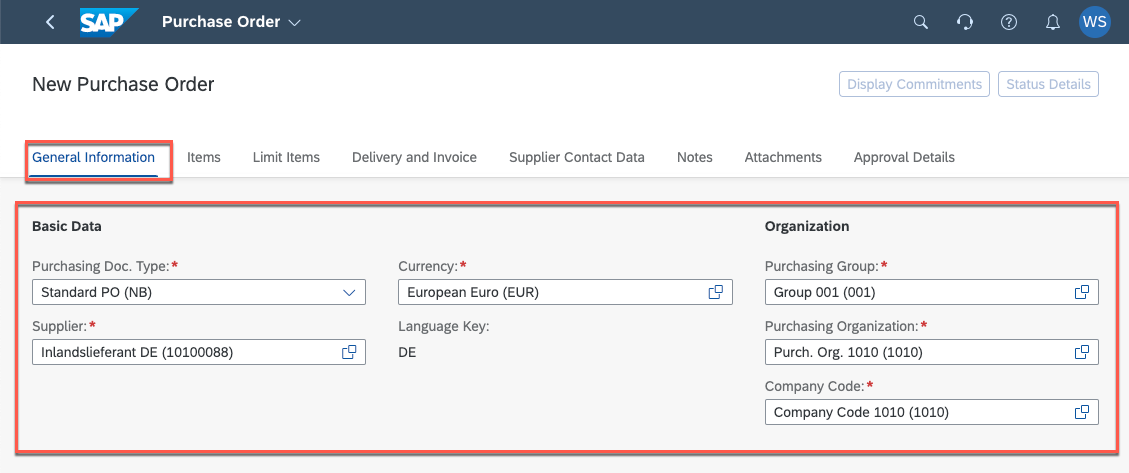 SAP Purchase Order WS
New Purchase Order Display Commitments Status Details
General Information Items Limit Items Delivery and Invoice Supplier Contact Data Notes Attachments Approval Details
Basic Data
Purchasing Doc. Type:*
Standard PO (NB)
Supplier:*
Inlandslieferant DE (10100088)
Currency:*
European Euro (EUR)
Language Key:
DE
Organization
Purchasing Group:*
Group 001 (001)
Purchasing Organization:*
Purch. Org. 1010 (1010)
Company Code:*
Company Code 1010 (1010)